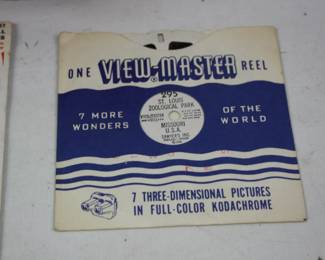 ONE VIEW-MASTER REEL
295
ST. LOUIS
ZOOLOGICAL PARK
7 MORE WONDERS
OF THE WORLD
MISSOURI
U.S.A.
SAWYER'S INC.
7 THREE-DIMENSIONAL PICTURES
IN FULL-COLOR KODACHROME